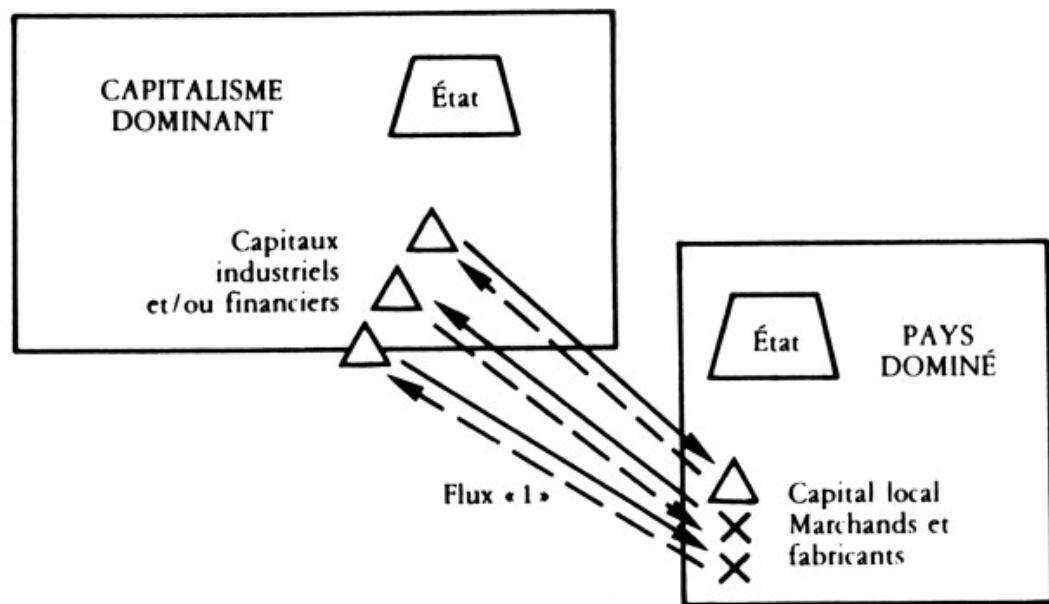 CAPITALISME
DOMINANT
État
Capitaux
industriels
et/ou financiers
État
PAYS
DOMINÉ
Flux « 1 »
Capital local
Marchands et
fabricants